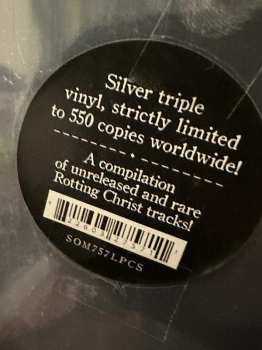 Silver triple
vinyl, strictly limited
to 550 copies worldwide!
A compilation
of unreleased and rare
Rotting Christ tracks!
SOM757LPCS